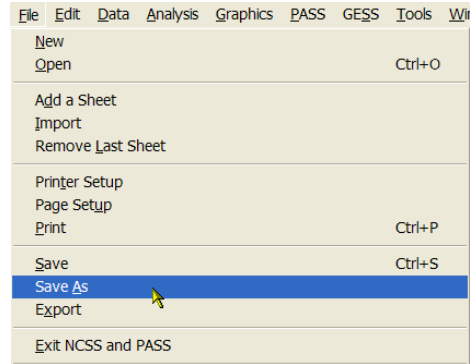 File Edit Data Analysis Graphics PASS GESS Tools
New
Open Ctrl+O
Add a Sheet
Import
Remove Last Sheet
Printer Setup
Page Setup
Print Ctrl+P
Save Ctrl+S
Save As
Export
Exit NCSS and PASS